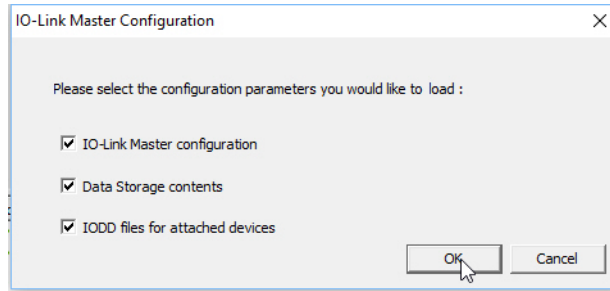 IO-Link Master Configuration
Please select the configuration parameters you would like to load :
IO-Link Master configuration
Data Storage contents
IODD files for attached devices
OK Cancel